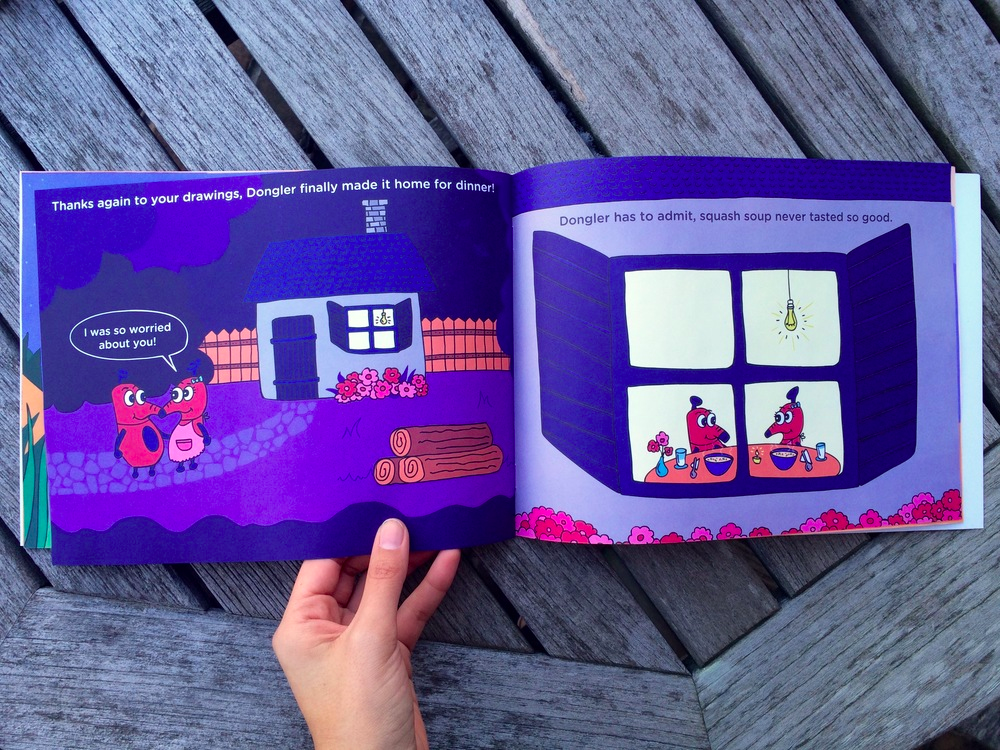 Thanks again to your drawings, Dongler finally made it home for dinner!
I was so worried
about you!
Dongler has to admit, squash soup never tasted so good.